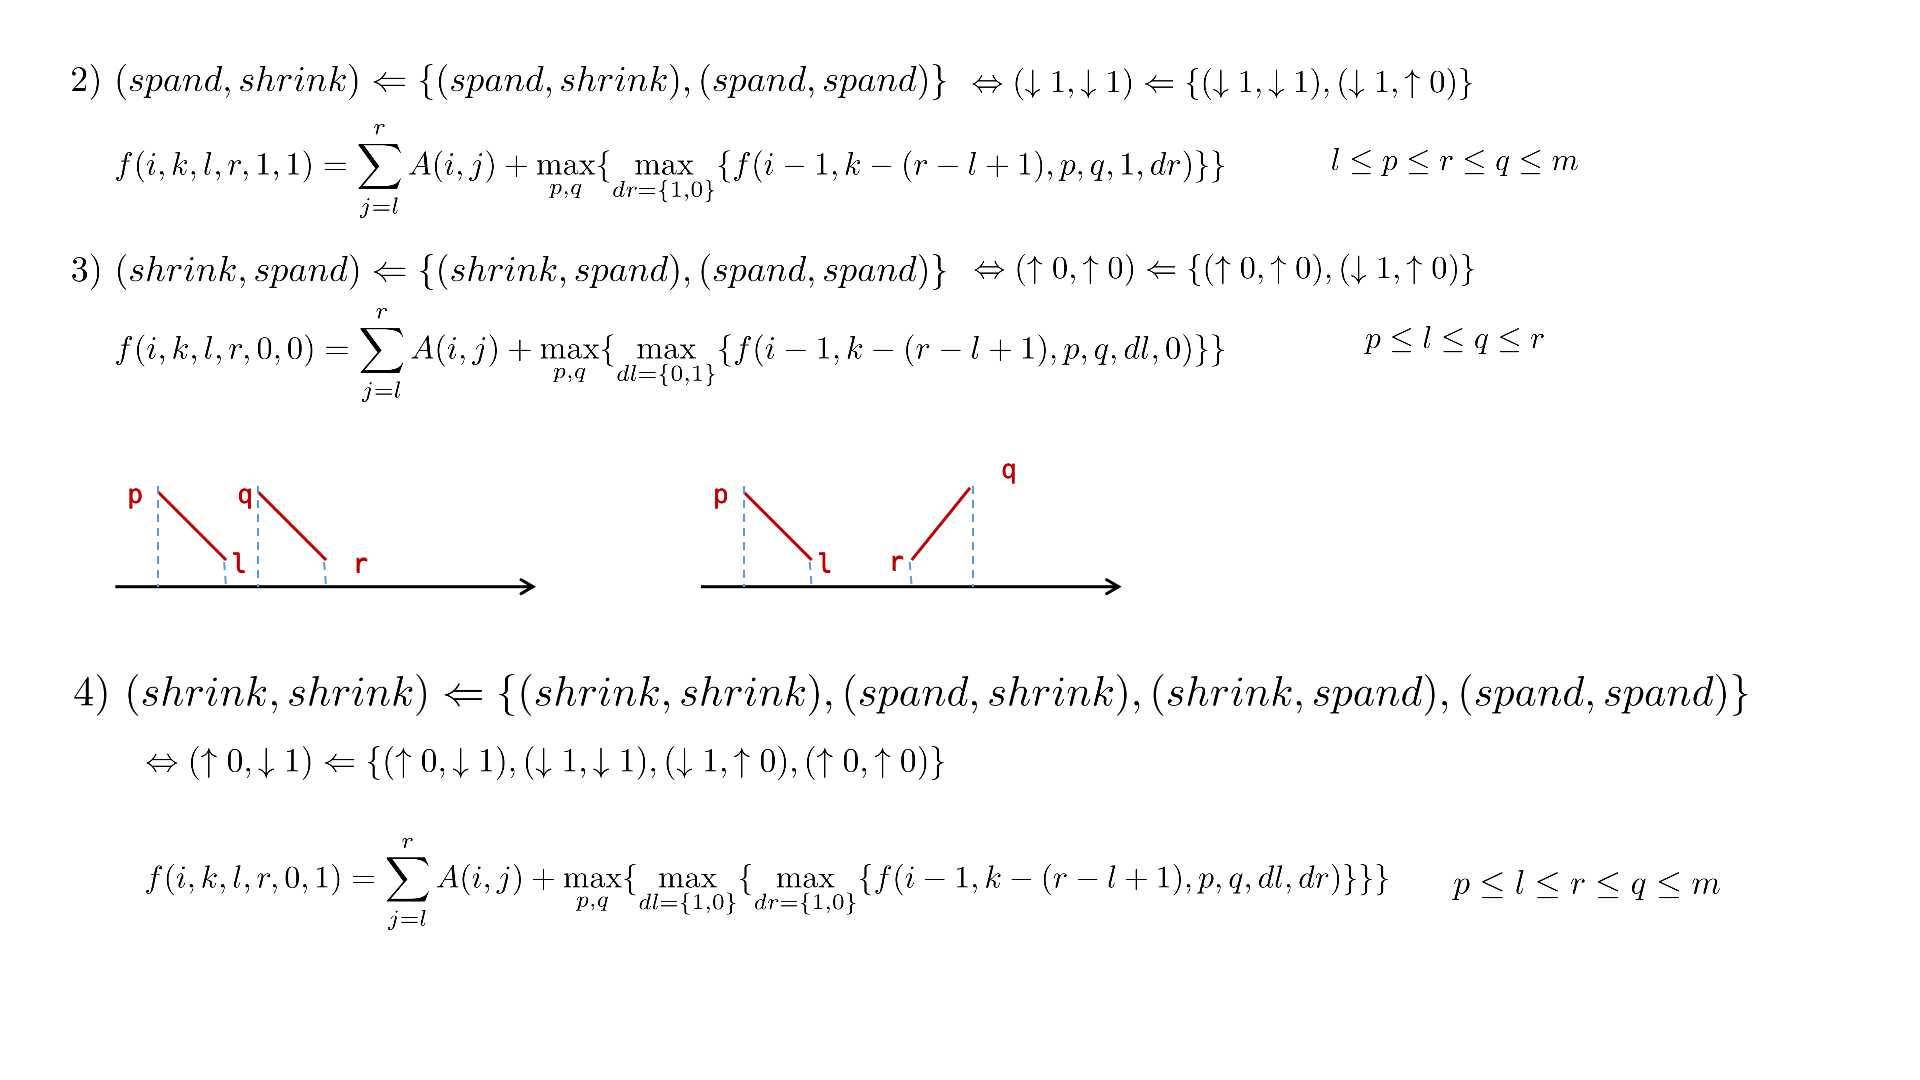 2) (spand, shrink) ⇐ {(spand, shrink), (spand, spand)} ⇔ (↓ 1, ↓ 1) ⇐ {(↓ 1, ↓ 1), (↓ 1, ↑ 0)}
f(i, k, l, r, 1, 1) = \sum_{j=l}^{r} A(i, j) + \max_{p,q}{ \max_{dr={1,0}} {f(i − 1, k − (r − l + 1), p, q, 1, dr)}} l ≤ p ≤ r ≤ q ≤ m
3) (shrink, spand) ⇐ {(shrink, spand), (spand, spand)} ⇔ (↑ 0, ↑ 0) ⇐ {(↑ 0, ↑ 0), (↓ 1, ↑ 0)}
f(i, k, l, r, 0, 0) = \sum_{j=l}^{r} A(i, j) + \max_{p,q}{ \max_{dl={0,1}} {f(i − 1, k − (r − l + 1), p, q, dl, 0)}} p ≤ l ≤ q ≤ r
p q p q
l r l r
4) (shrink, shrink) ⇐ {(shrink, shrink), (spand, shrink), (shrink, spand), (spand, spand)}
⇔ (↑ 0, ↓ 1) ⇐ {(↑ 0, ↓ 1), (↓ 1, ↓ 1), (↓ 1, ↑ 0), (↑ 0, ↑ 0)}
f(i, k, l, r, 0, 1) = \sum_{j=l}^{r} A(i, j) + \max_{p,q}{ \max_{dl={1,0}} { \max_{dr={1,0}} {f(i − 1, k − (r − l + 1), p, q, dl, dr)}}} p ≤ l ≤ r ≤ q ≤ m